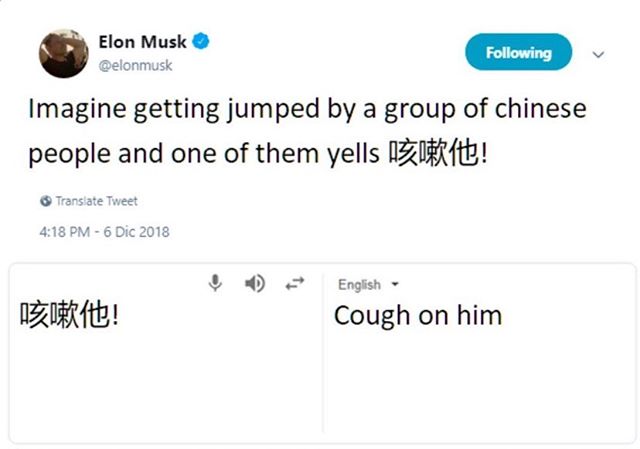 Elon Musk
@elonmusk
Following
Imagine getting jumped by a group of chinese
people and one of them yells 咳嗽他!
Translate Tweet
4:18 PM - 6 Dic 2018
English
咳嗽他!
Cough on him